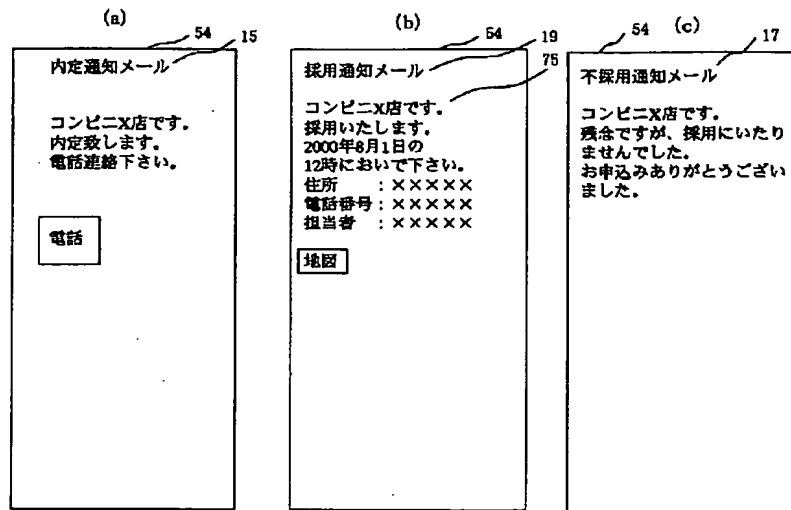 (a)
54
15
内定通知メール
コンビニX店です。
内定致します。
電話連絡下さい。
電話
(b)
54
19
75
採用通知メール
コンビニX店です。
採用いたします。
2000年8月1日の
12時においで下さい。
住所　　：×××××
電話番号：×××××
担当者　：×××××
地図
(c)
54
17
不採用通知メール
コンビニX店です。
残念ですが、採用にいたり
ませんでした。
お申込みありがとうござい
ました。